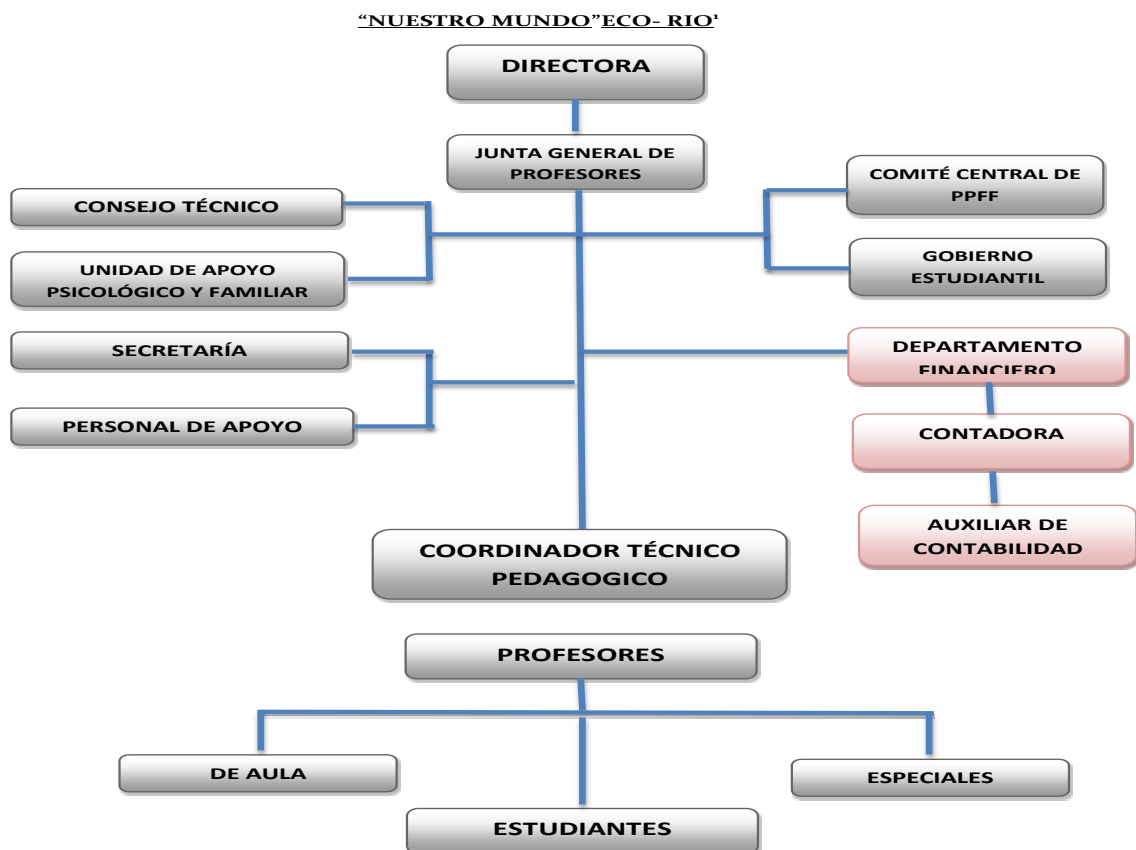 “NUESTRO MUNDO”ECO- RIO¹
DIRECTORA
JUNTA GENERAL DE
PROFESORES
COMITÉ CENTRAL DE
PPFF
CONSEJO TÉCNICO
GOBIERNO
ESTUDIANTIL
UNIDAD DE APOYO
PSICOLÓGICO Y FAMILIAR
SECRETARÍA
DEPARTAMENTO
FINANCIERO
PERSONAL DE APOYO
CONTADORA
AUXILIAR DE
CONTABILIDAD
COORDINADOR TÉCNICO
PEDAGOGICO
PROFESORES
DE AULA
ESPECIALES
ESTUDIANTES